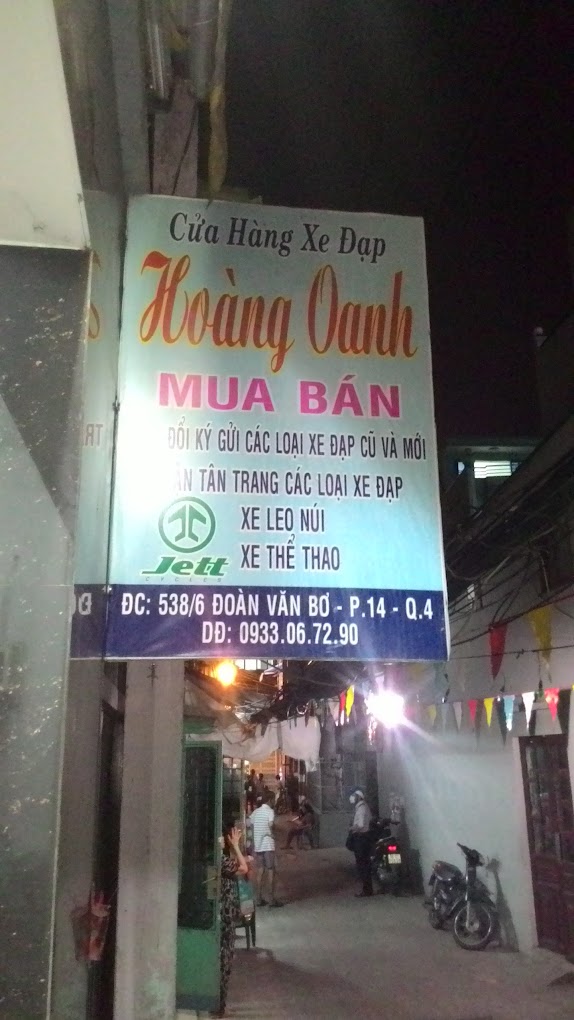 Cửa Hàng Xe Đạp
Hoàng Oanh
MUA BÁN
ĐỔI KÝ GỬI CÁC LOẠI XE ĐẠP CŨ VÀ MỚI
TÂN TRANG CÁC LOẠI XE ĐẠP
XE LEO NÚI
Jett
XE THỂ THAO
CYCLES
ĐC: 538/6 ĐOÀN VĂN BƠ - P.14 - Q.4
DĐ: 0933.06.72.90